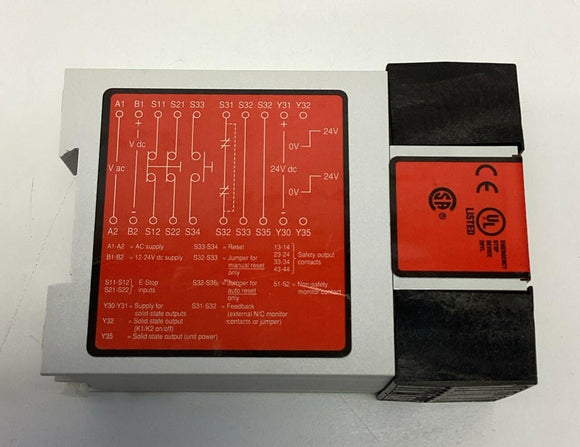 A1 B1 S11 S21 S33 S31 S32 S32 Y31 Y32
+ +
V dc
24V
0V
V ac
24V dc
24V
0V
- -
A2 B2 S12 S22 S34 S32 S33 S35 Y30 Y35
A1-A2 = AC supply
B1-B2 = 12-24V dc supply
S11-S12 E-Stop
S21-S22 inputs
Y30-Y31 = Supply for
solid-state outputs
Y32 = Solid state output
(K1/K2 on/off)
Y35 = Solid state output (unit power)
S33-S34 = Reset
S32-S33 = Jumper for
manual reset
only
S32-S35 = Jumper for
auto reset
only
S31-S32 = Feedback
(external N/C monitor
contacts or jumper)
13-14
23-24
33-34
43-44
Safety output
contacts
51-52 = Non-safety
monitor contact
CE
SA
UL
LISTED
EMERGENCY
STOP
DEVICE